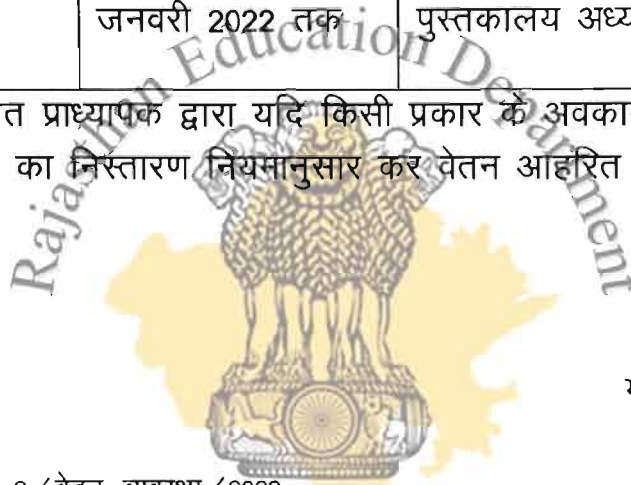 जनवरी 2022 तक
पुस्तकालय अध्य
Rajasthan Education Department
त प्राध्यापक द्वारा यदि किसी प्रकार के अवका
का निस्तारण नियमानुसार कर वेतन आहरित